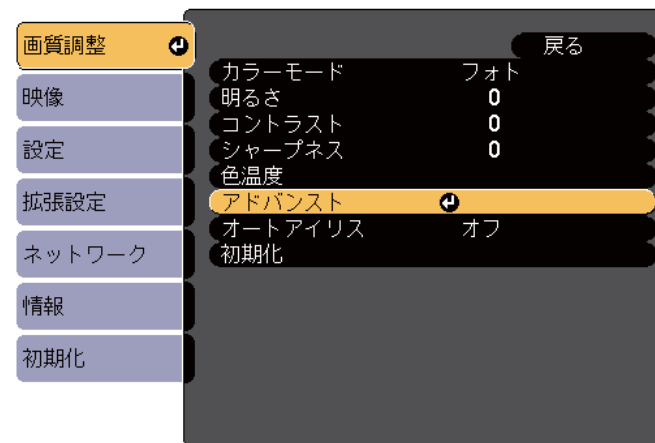 画質調整
映像
設定
拡張設定
ネットワーク
情報
初期化
戻る
カラーモード フォト
明るさ 0
コントラスト 0
シャープネス 0
色温度
アドバンスト
オートアイリス オフ
初期化